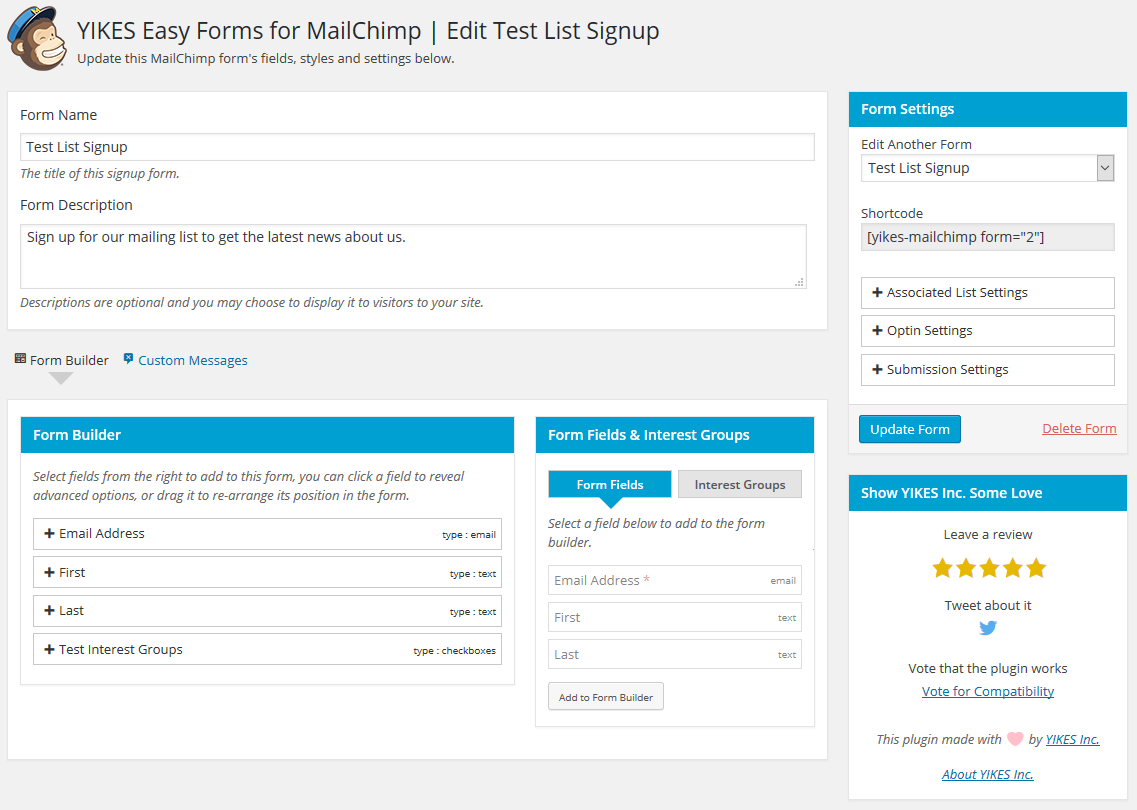 YIKES Easy Forms for MailChimp | Edit Test List Signup
Update this MailChimp form's fields, styles and settings below.
Form Name
Test List Signup
The title of this signup form.
Form Description
Sign up for our mailing list to get the latest news about us.
Descriptions are optional and you may choose to display it to visitors to your site.
Form Builder
Custom Messages
Form Builder
Select fields from the right to add to this form, you can click a field to reveal
advanced options, or drag it to re-arrange its position in the form.
Email Address type : email
First type : text
Last type : text
Test Interest Groups type : checkboxes
Form Fields & Interest Groups
Form Fields Interest Groups
Select a field below to add to the form
builder.
Email Address * email
First text
Last text
Add to Form Builder
Form Settings
Edit Another Form
Test List Signup
Shortcode
[yikes-mailchimp form="2"]
Associated List Settings
Optin Settings
Submission Settings
Update Form Delete Form
Show YIKES Inc. Some Love
Leave a review
Tweet about it
Vote that the plugin works
Vote for Compatibility
This plugin made with by YIKES Inc.
About YIKES Inc.